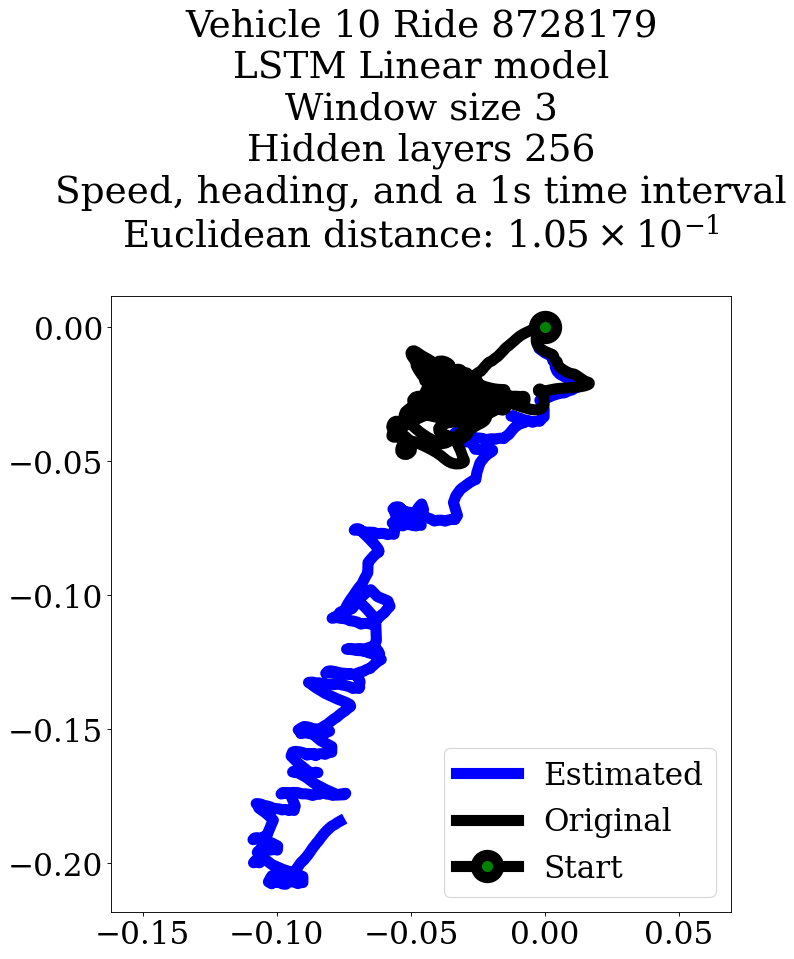 Vehicle 10 Ride 8728179
LSTM Linear model
Window size 3
Hidden layers 256
Speed, heading, and a 1s time interval
Euclidean distance: 1.05 × 10⁻¹
0.00
−0.05
−0.10
−0.15
−0.20
Estimated
Original
Start
−0.15 −0.10 −0.05 0.00 0.05